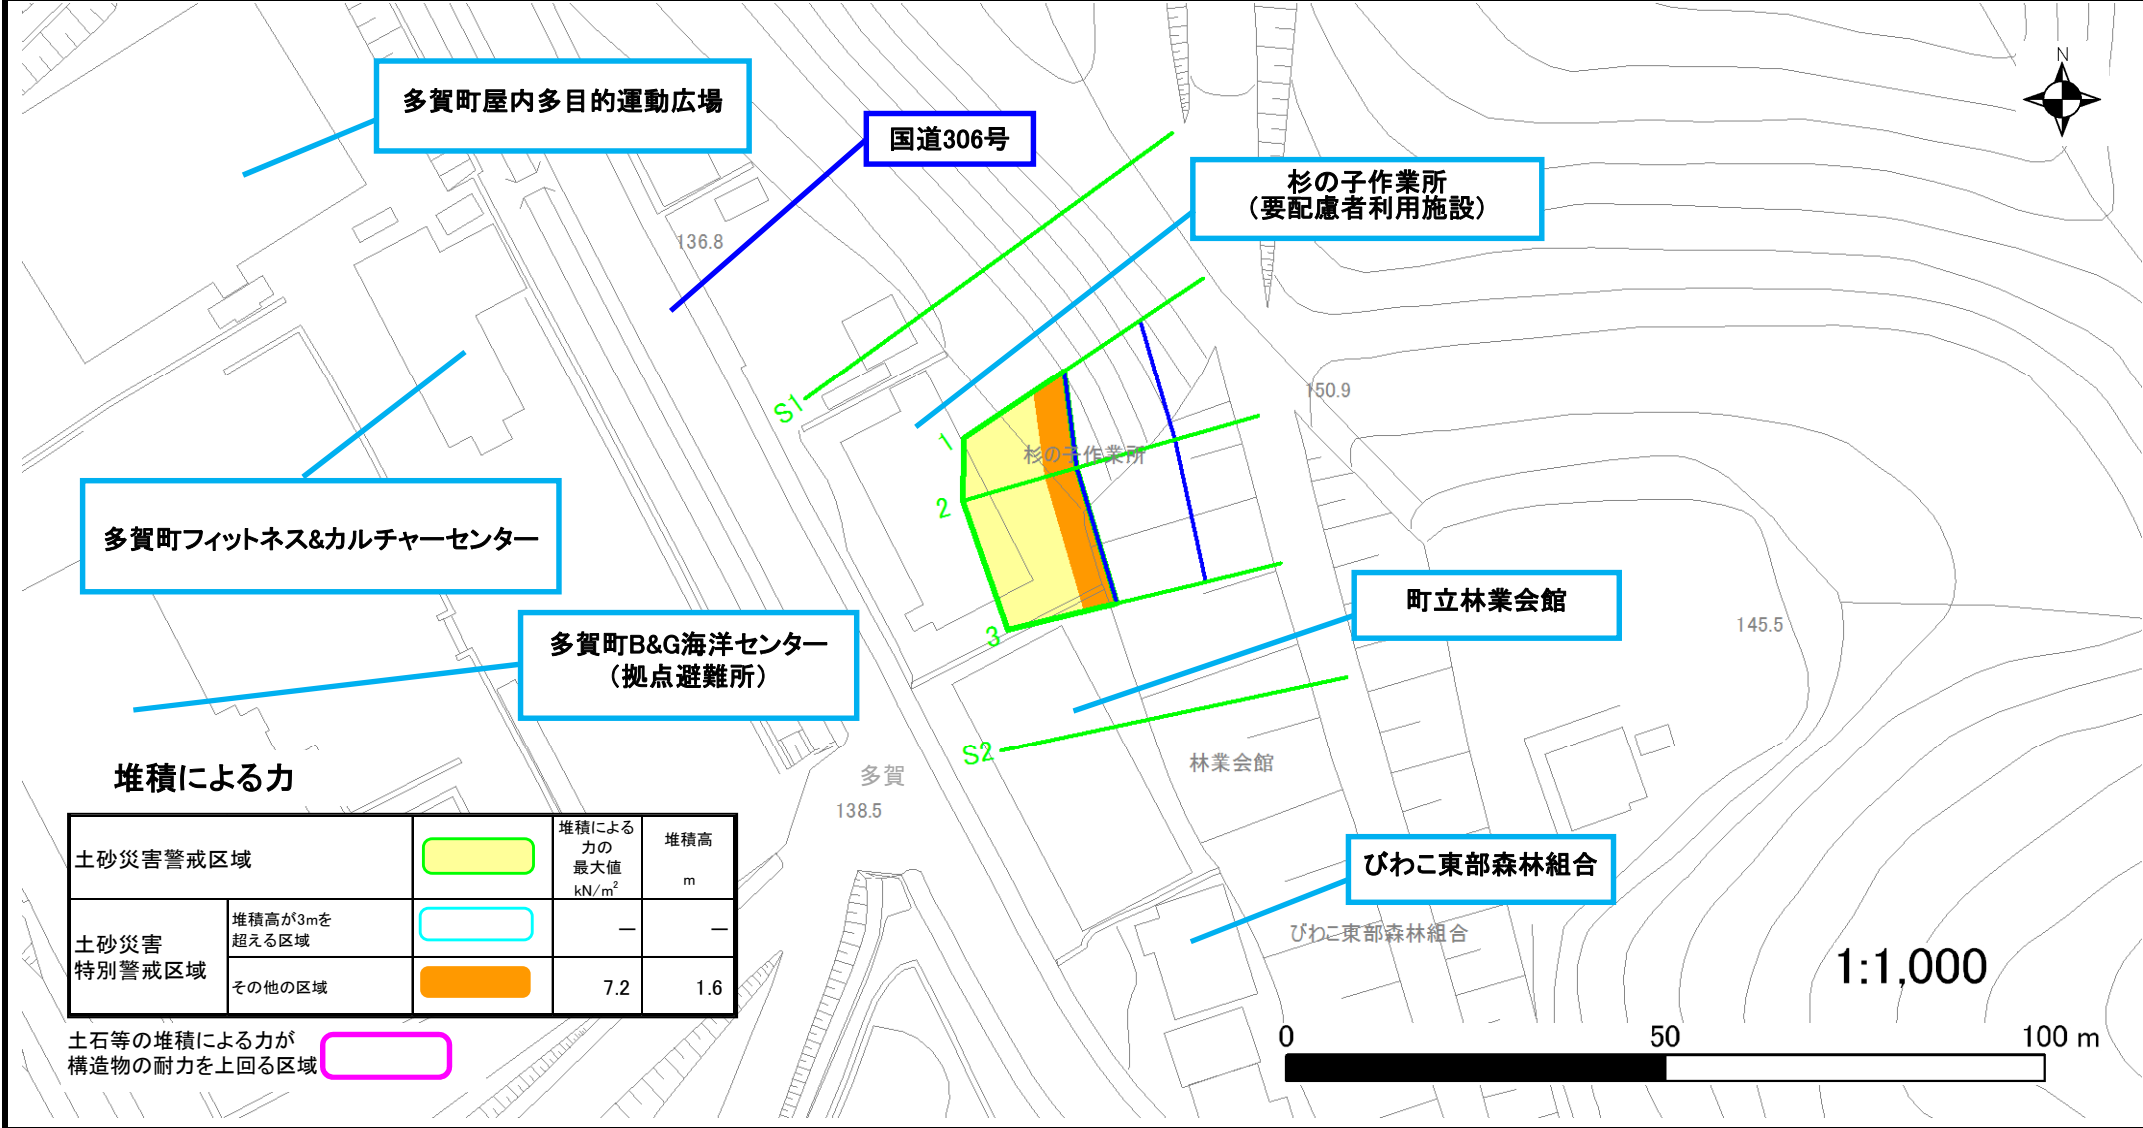 N
多賀町屋内多目的運動広場
国道306号
杉の子作業所
（要配慮者利用施設）
136.8
150.9
S1
1
杉の子作業所
2
多賀町フィットネス&カルチャーセンター
町立林業会館
145.5
3
多賀町B&G海洋センター
（拠点避難所）
S2
林業会館
多賀
138.5
びわこ東部森林組合
びわこ東部森林組合
堆積による力
土砂災害警戒区域
堆積による
力の
最大値
kN/m²
堆積高
m
土砂災害
特別警戒区域
堆積高が3mを
超える区域
－
－
その他の区域
7.2
1.6
土石等の堆積による力が
構造物の耐力を上回る区域
1:1,000
0
50
100 m